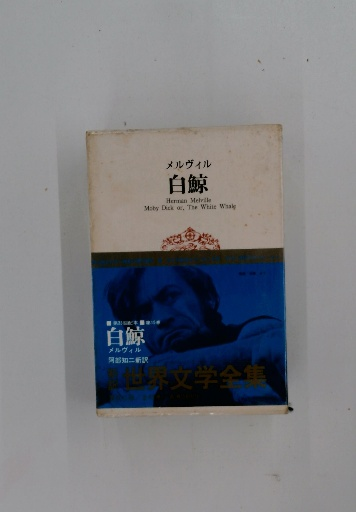 メルヴィル
白鯨
Herman Melville
Moby Dick or, The White Whale
白鯨
メルヴィル
阿部知二新訳
世界文学全集